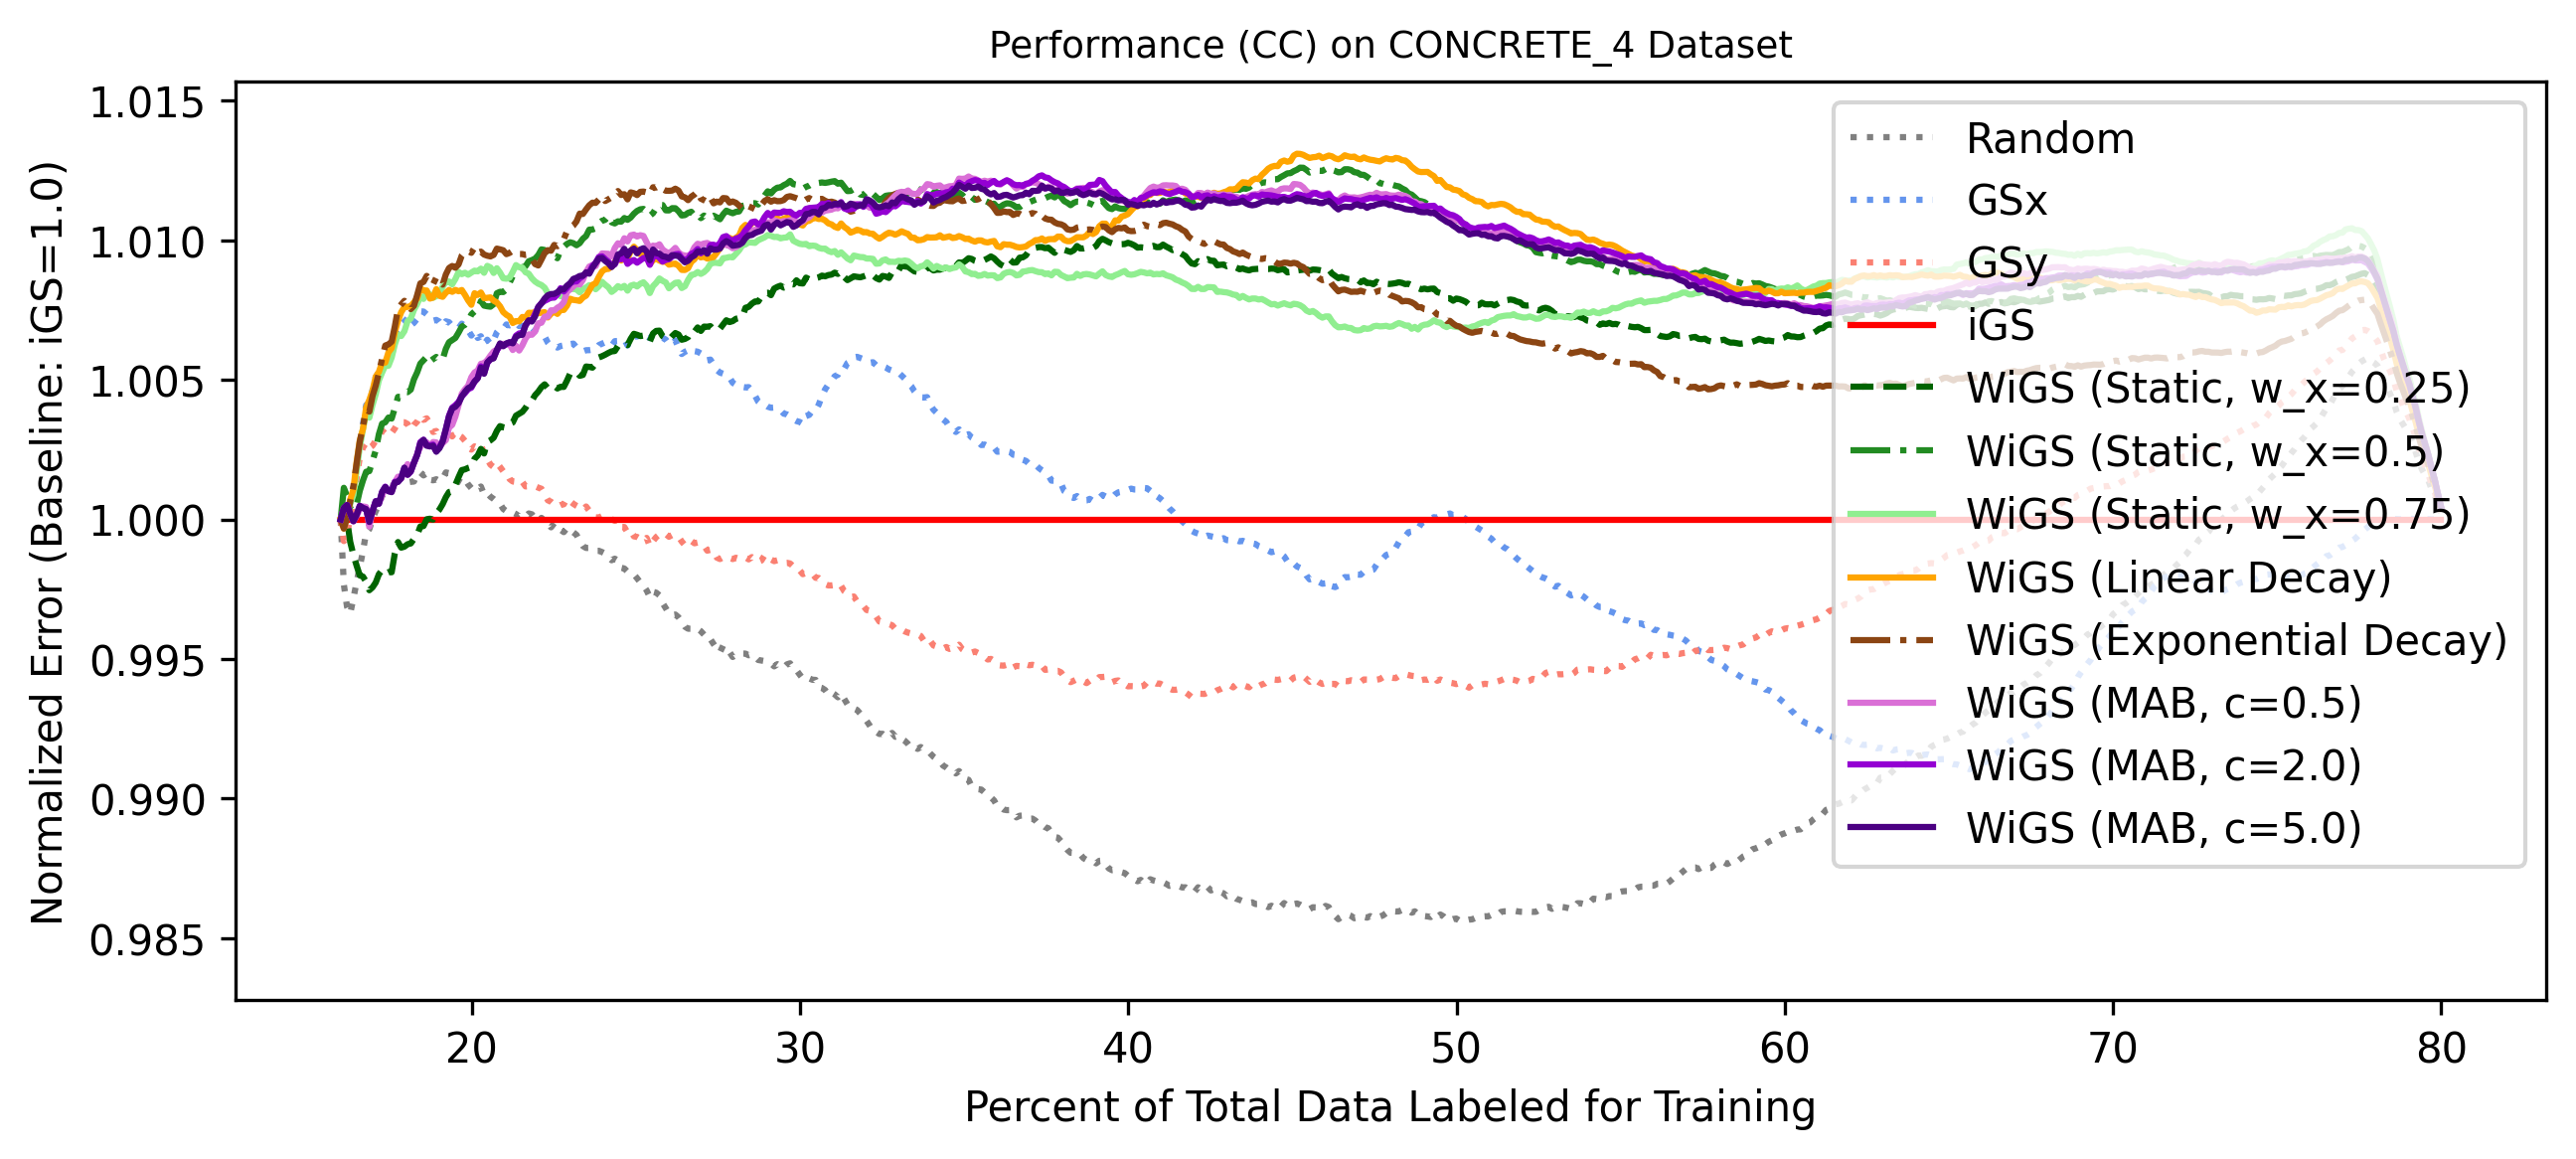 Performance (CC) on CONCRETE_4 Dataset
Normalized Error (Baseline: iGS=1.0)
1.015
1.010
1.005
1.000
0.995
0.990
0.985
Random
GSx
GSy
iGS
WiGS (Static, w_x=0.25)
WiGS (Static, w_x=0.5)
WiGS (Static, w_x=0.75)
WiGS (Linear Decay)
WiGS (Exponential Decay)
WiGS (MAB, c=0.5)
WiGS (MAB, c=2.0)
WiGS (MAB, c=5.0)
20 30 40 50 60 70 80
Percent of Total Data Labeled for Training